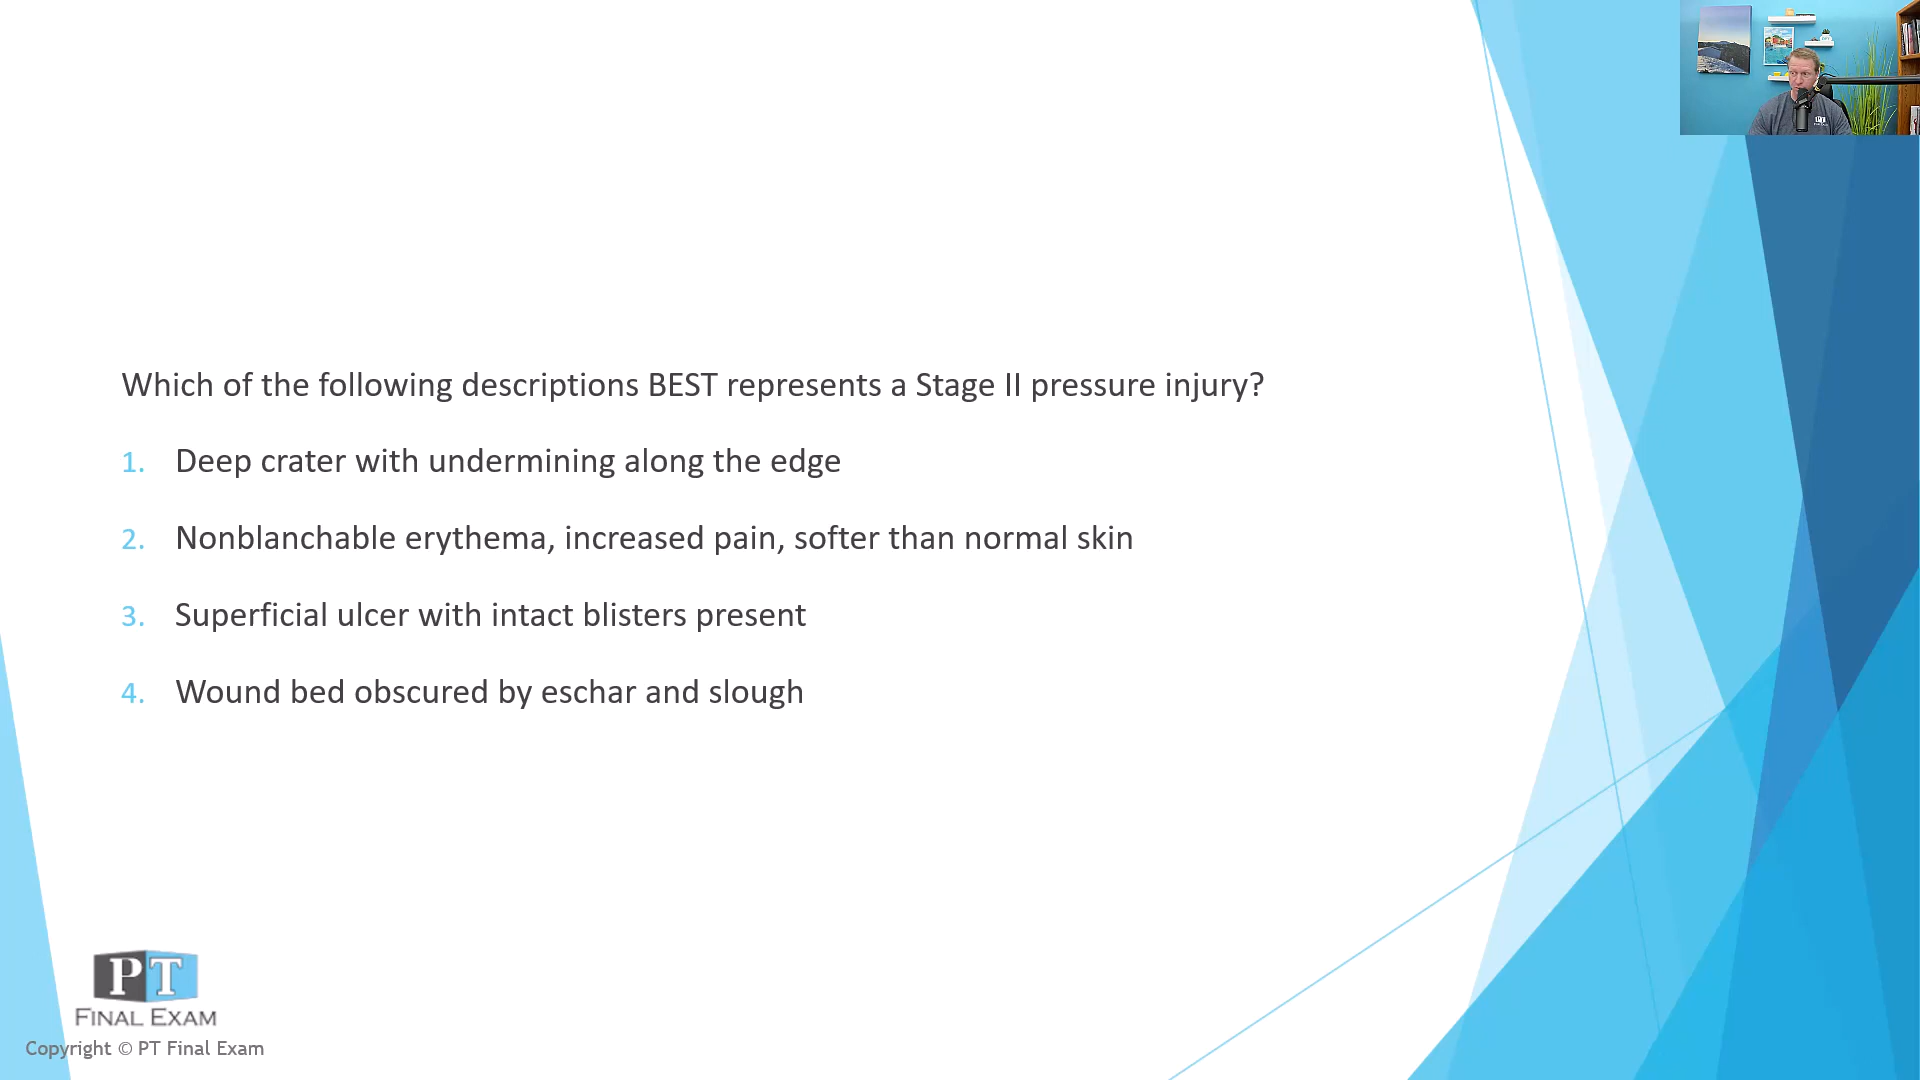 Which of the following descriptions BEST represents a Stage II pressure injury?
1. Deep crater with undermining along the edge
2. Nonblanchable erythema, increased pain, softer than normal skin
3. Superficial ulcer with intact blisters present
4. Wound bed obscured by eschar and slough
PT
FINAL EXAM
Copyright © PT Final Exam